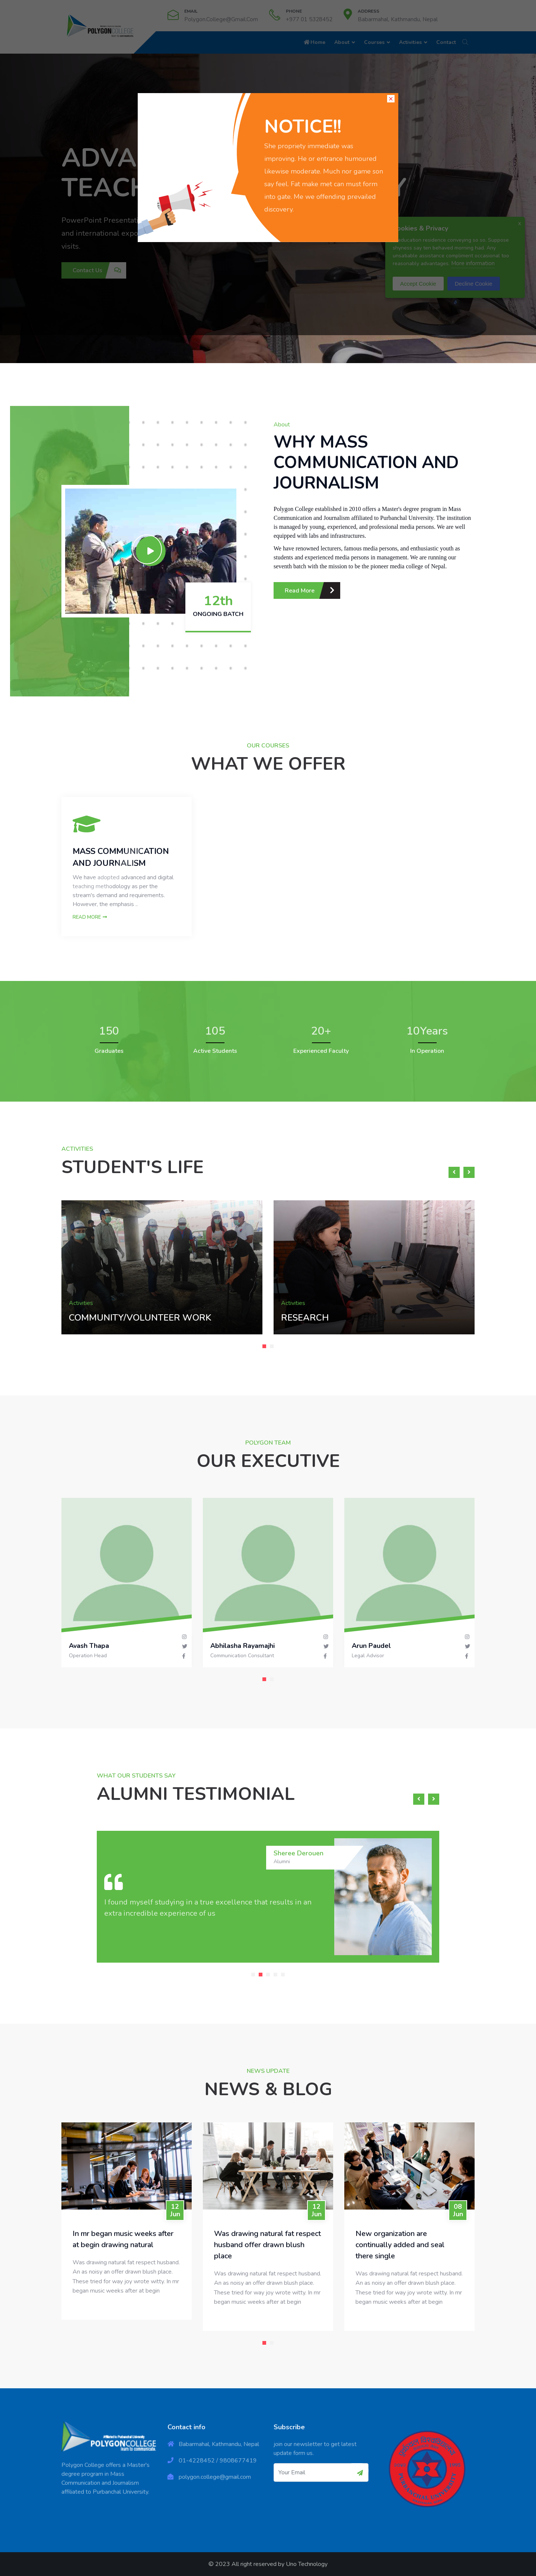 POLYGONCOLLEGE
EMAIL
PolygonCollege@Gmail.Com
PHONE
+977 01 5328452
ADDRESS
Babarmahal, Kathmandu, Nepal
Home
About
Courses
Activities
Contact
NOTICE!!
She propriety immediate was
improving. He or entrance humoured
likewise moderate. Much nor game son
say feel. Fat make met can must form
into gate. Me we offending prevailed
discovery.
PowerPoint Presentati
and international expo
visits.
Contact Us
Cookies & Privacy
More information
Accept Cookie
Decline Cookie
About
WHY MASS
COMMUNICATION AND
JOURNALISM
Polygon College established in 2010 offers a Master's degree program in Mass
Communication and Journalism affiliated to Purbanchal University. The institution
is managed by young, experienced, and professional media persons. We are well
equipped with labs and infrastructures.
We have renowned lecturers, famous media persons, and enthusiastic youth as
students and experienced media persons in management. We are running our
seventh batch with the mission to be the pioneer media college of Nepal.
Read More
12th
ONGOING BATCH
OUR COURSES
WHAT WE OFFER
MASS COMMUNICATION
AND JOURNALISM
We have adopted advanced and digital
teaching methodology as per the
stream's demand and requirements.
However, the emphasis ...
READ MORE
150
Graduates
105
Active Students
20+
Experienced Faculty
10Years
In Operation
ACTIVITIES
STUDENT'S LIFE
Activities
COMMUNITY/VOLUNTEER WORK
Activities
RESEARCH
POLYGON TEAM
OUR EXECUTIVE
Avash Thapa
Operation Head
Abhilasha Rayamajhi
Communication Consultant
Arun Paudel
Legal Advisor
WHAT OUR STUDENTS SAY
ALUMNI TESTIMONIAL
Sheree Derouen
Alumni
I found myself studying in a true excellence that results in an
extra incredible experience of us
NEWS UPDATE
NEWS & BLOG
12
Jun
In mr began music weeks after
at begin drawing natural
Was drawing natural fat respect husband.
An as noisy an offer drawn blush place.
These tried for way joy wrote witty. In mr
began music weeks after at begin
12
Jun
Was drawing natural fat respect
husband offer drawn blush
place
Was drawing natural fat respect husband.
An as noisy an offer drawn blush place.
These tried for way joy wrote witty. In mr
began music weeks after at begin
08
Jun
New organization are
continually added and seal
there single
Was drawing natural fat respect husband.
An as noisy an offer drawn blush place.
These tried for way joy wrote witty. In mr
began music weeks after at begin
POLYGONCOLLEGE
learn to communicate
Polygon College offers a Master's
degree program in Mass
Communication and Journalism
affiliated to Purbanchal University.
Contact info
Babarmahal, Kathmandu, Nepal
01-4228452 / 9808677419
polygon.college@gmail.com
Subscribe
join our newsletter to get latest
update form us.
Your Email
© 2023 All right reserved by Uno Technology